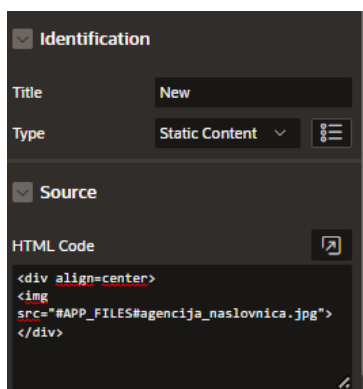 Identification
Title New
Type Static Content
Source
HTML Code
<div align=center>
<img
src="#APP_FILES#agencija_naslovnica.jpg">
</div>